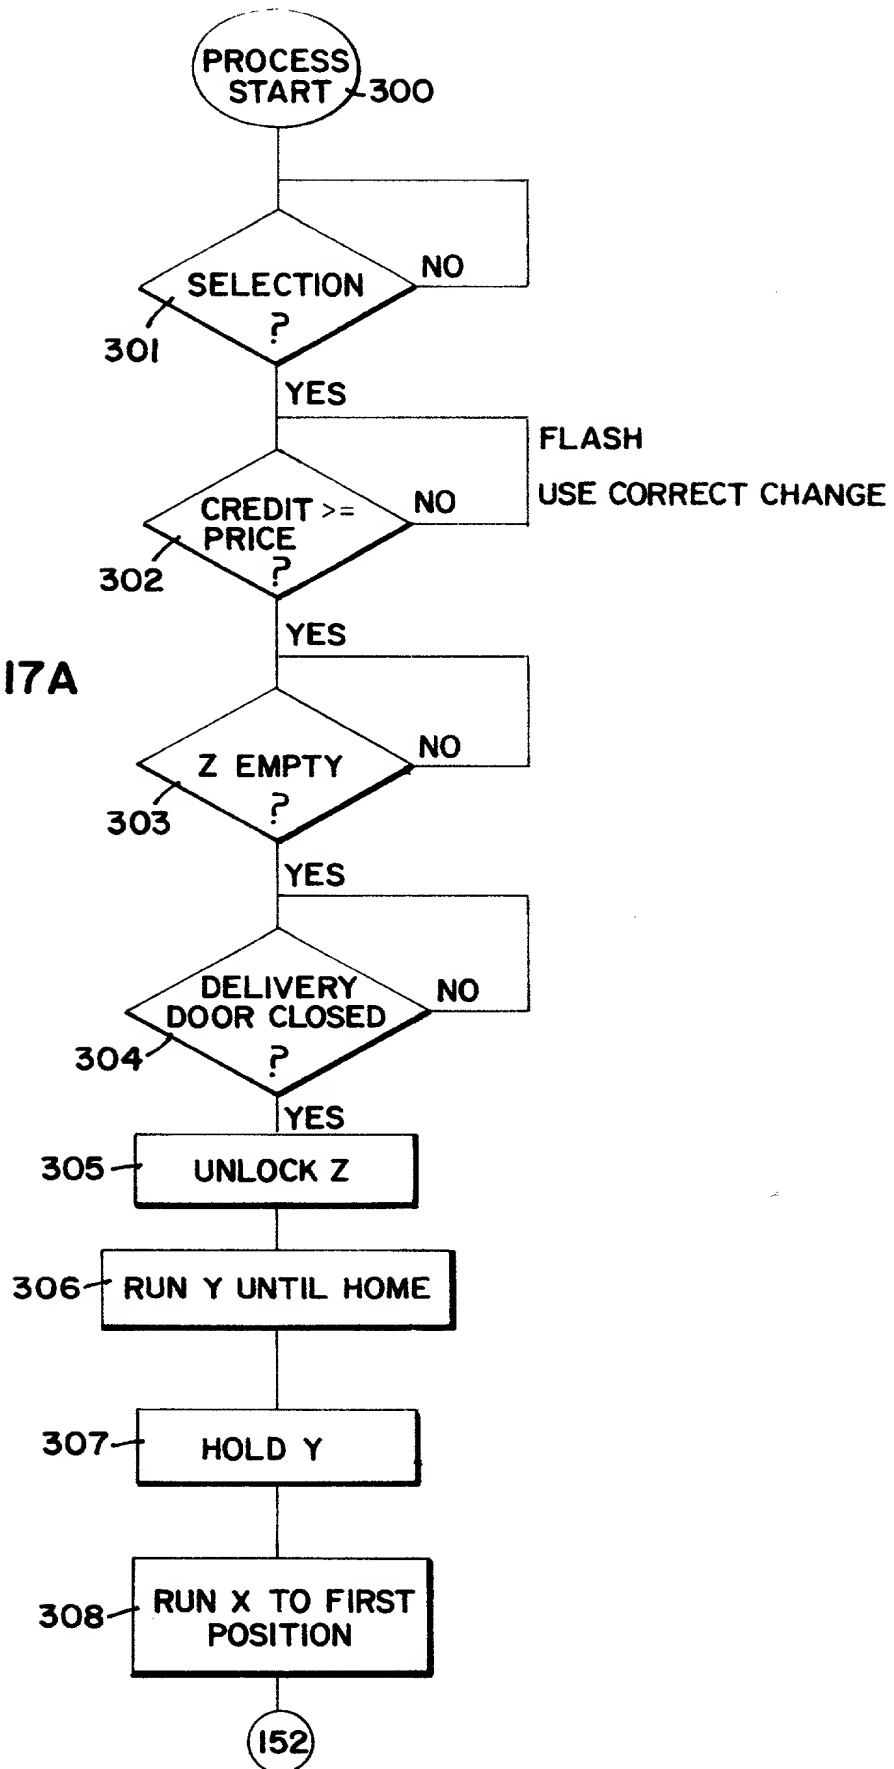 PROCESS
START
300
NO
SELECTION
?
301
YES
FLASH
USE CORRECT CHANGE
NO
CREDIT >=
PRICE
?
302
YES
17A
NO
Z EMPTY
?
303
YES
NO
DELIVERY
DOOR CLOSED
?
304
YES
305
UNLOCK Z
306
RUN Y UNTIL HOME
307
HOLD Y
308
RUN X TO FIRST
POSITION
152